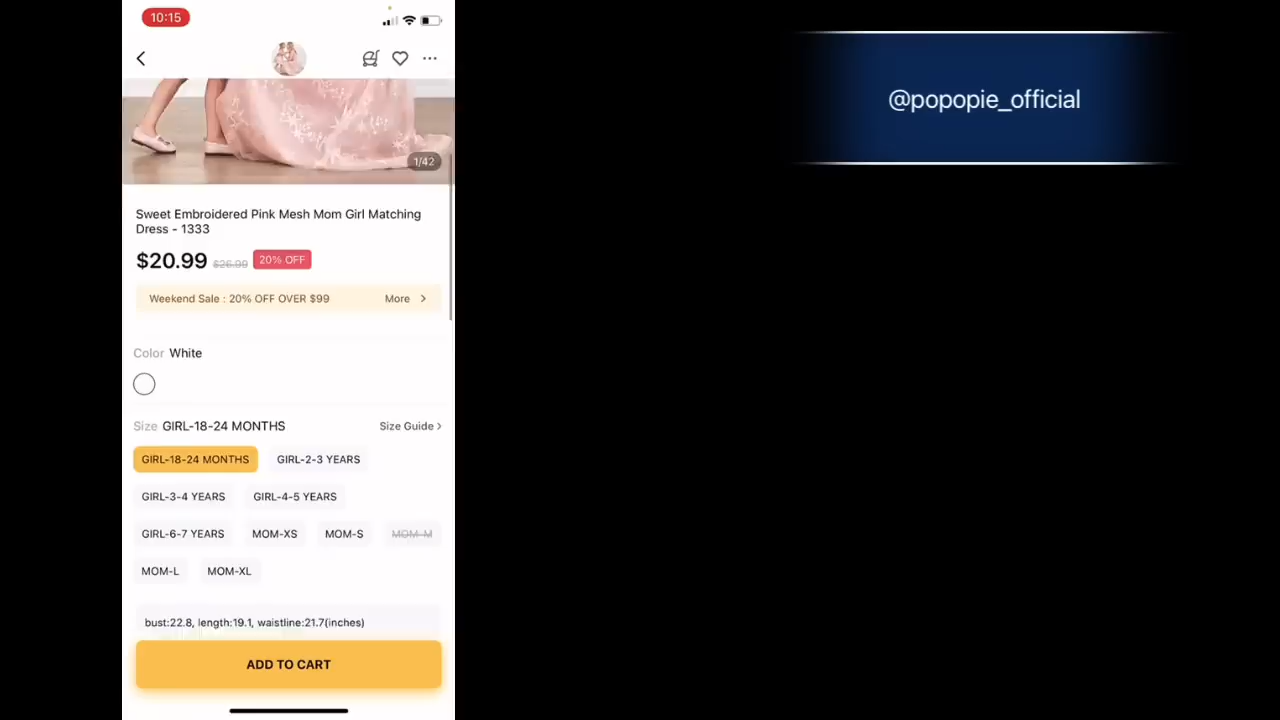 10:15
@popopie_official
1/42
Sweet Embroidered Pink Mesh Mom Girl Matching
Dress - 1333
$20.99 $26.99 20% OFF
Weekend Sale : 20% OFF OVER $99 More
Color White
Size GIRL-18-24 MONTHS Size Guide
GIRL-18-24 MONTHS GIRL-2-3 YEARS
GIRL-3-4 YEARS GIRL-4-5 YEARS
GIRL-6-7 YEARS MOM-XS MOM-S MOM-M
MOM-L MOM-XL
bust:22.8, length:19.1, waistline:21.7(inches)
ADD TO CART